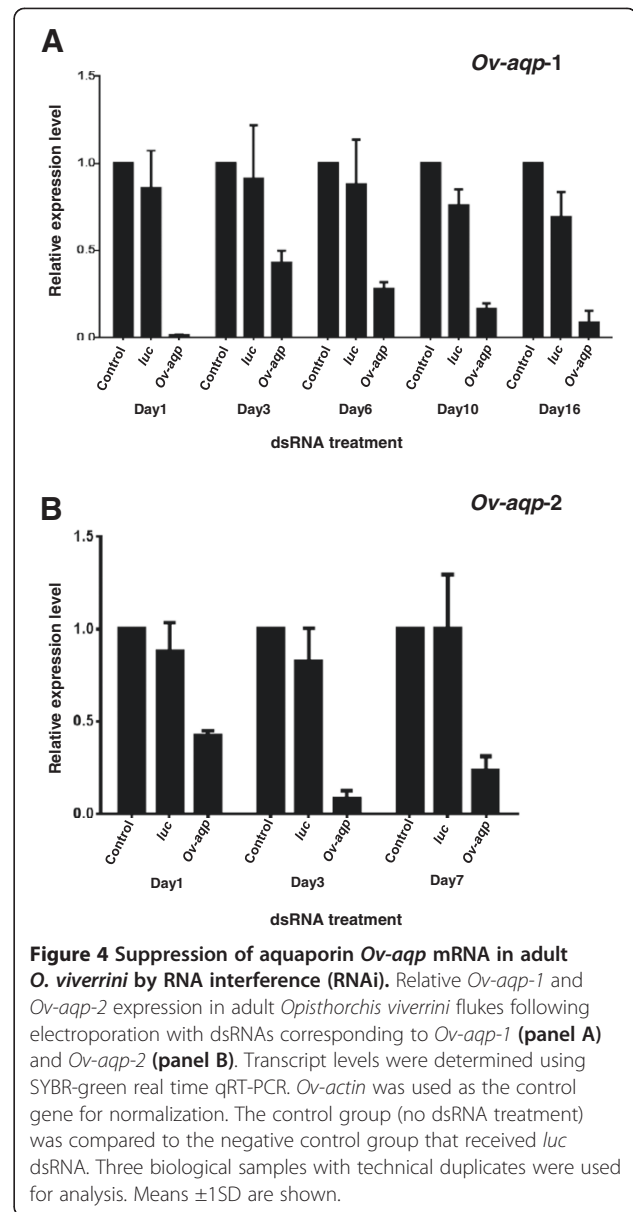 A
Ov-aqp-1
1.5
1.0
0.5
0.0
Relative expression level
Control luc Ov-aqp Control luc Ov-aqp Control luc Ov-aqp Control luc Ov-aqp Control luc Ov-aqp
Day1 Day3 Day6 Day10 Day16
dsRNA treatment
B
Ov-aqp-2
1.5
1.0
0.5
0.0
Relative expression level
Control luc Ov-aqp Control luc Ov-aqp Control luc Ov-aqp
Day1 Day3 Day7
dsRNA treatment
Figure 4 Suppression of aquaporin Ov-aqp mRNA in adult
O. viverrini by RNA interference (RNAi). Relative Ov-aqp-1 and
Ov-aqp-2 expression in adult Opisthorchis viverrini flukes following
electroporation with dsRNAs corresponding to Ov-aqp-1 (panel A)
and Ov-aqp-2 (panel B). Transcript levels were determined using
SYBR-green real time qRT-PCR. Ov-actin was used as the control
gene for normalization. The control group (no dsRNA treatment)
was compared to the negative control group that received luc
dsRNA. Three biological samples with technical duplicates were used
for analysis. Means ±1SD are shown.